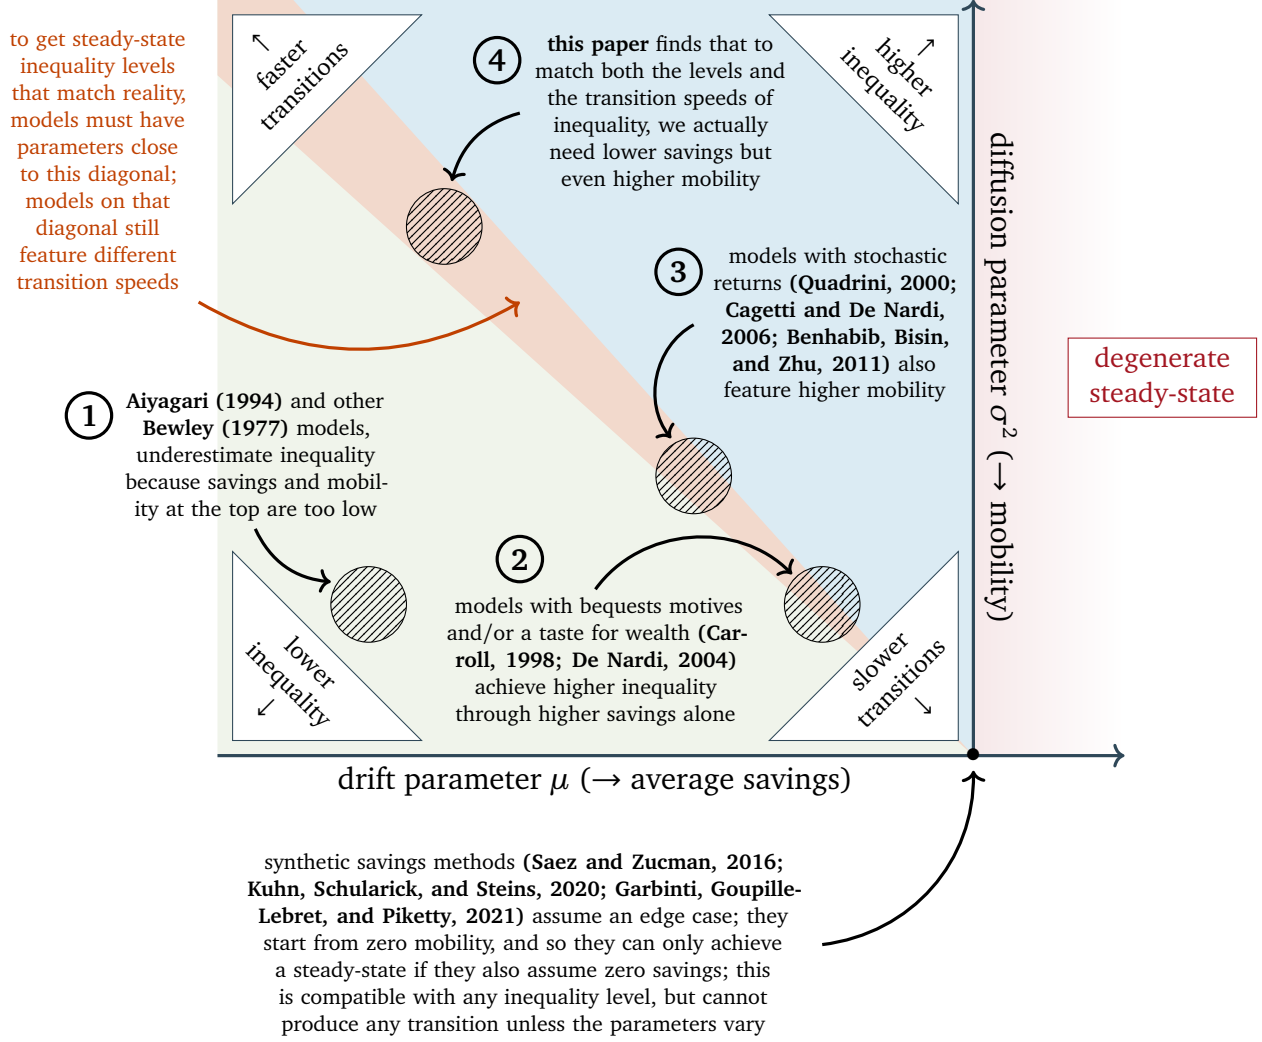 to get steady-state
inequality levels
that match reality,
models must have
parameters close
to this diagonal;
models on that
diagonal still
feature different
transition speeds
↑
faster
transitions
4
this paper finds that to
match both the levels and
the transition speeds of
inequality, we actually
need lower savings but
even higher mobility
↑
higher
inequality
diffusion parameter σ² (→ mobility)
3
models with stochastic
returns (Quadrini, 2000;
Cagetti and De Nardi,
2006; Benhabib, Bisin,
and Zhu, 2011) also
feature higher mobility
degenerate
steady-state
1
Aiyagari (1994) and other
Bewley (1977) models,
underestimate inequality
because savings and mobil-
ity at the top are too low
2
models with bequests motives
and/or a taste for wealth (Car-
roll, 1998; De Nardi, 2004)
achieve higher inequality
through higher savings alone
lower
inequality
↓
slower
transitions
↓
drift parameter μ (→ average savings)
synthetic savings methods (Saez and Zucman, 2016;
Kuhn, Schularick, and Steins, 2020; Garbinti, Goupille-
Lebret, and Piketty, 2021) assume an edge case; they
start from zero mobility, and so they can only achieve
a steady-state if they also assume zero savings; this
is compatible with any inequality level, but cannot
produce any transition unless the parameters vary